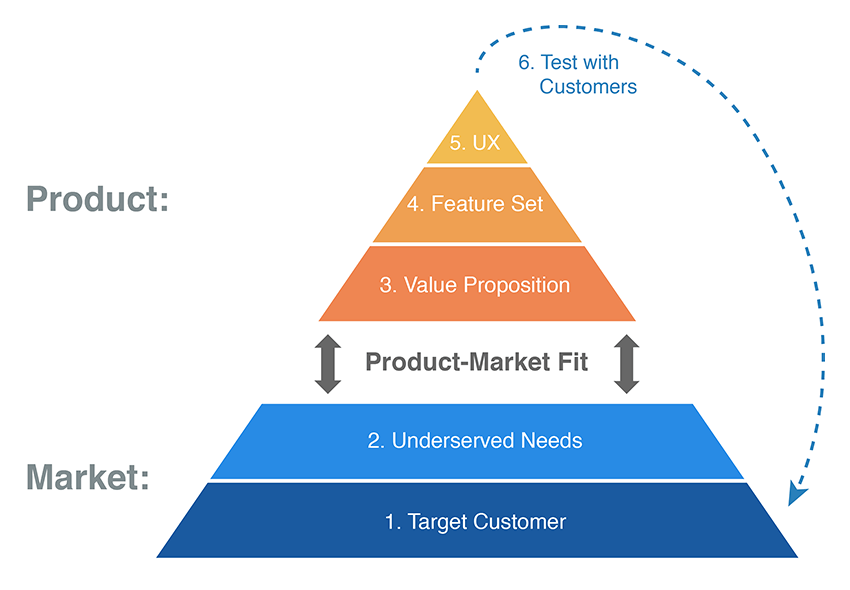 6. Test with
Customers
5. UX
Product:
4. Feature Set
3. Value Proposition
Product-Market Fit
2. Underserved Needs
Market:
1. Target Customer